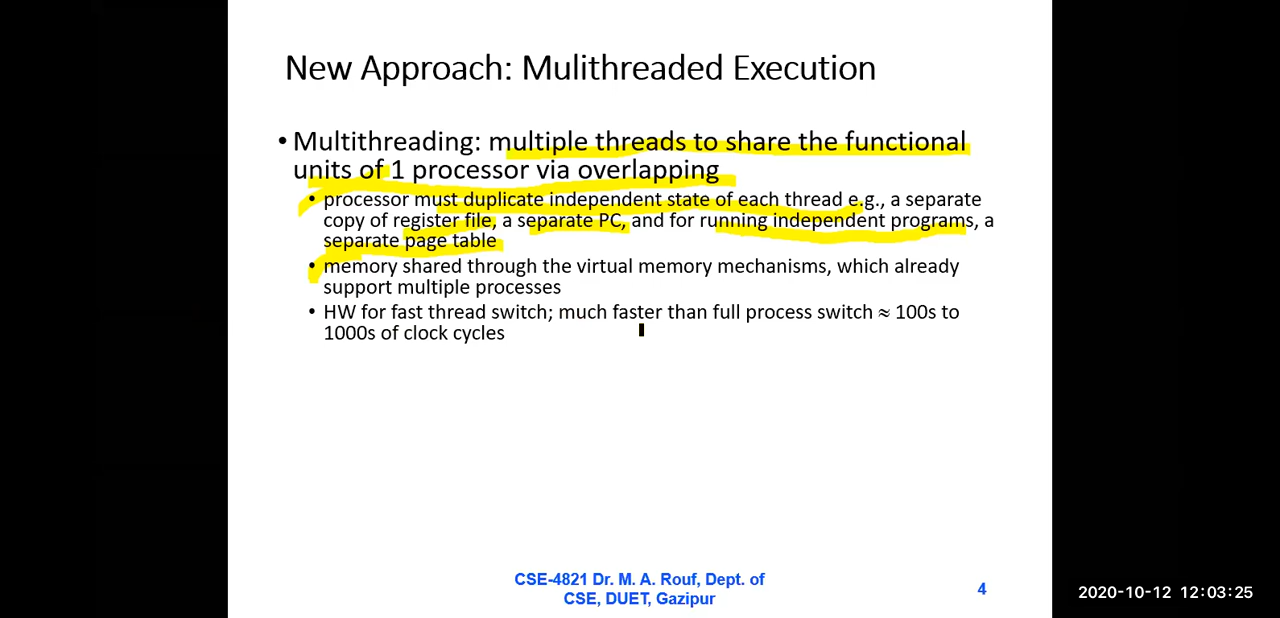 New Approach: Mulithreaded Execution
• Multithreading: multiple threads to share the functional
units of 1 processor via overlapping
• processor must duplicate independent state of each thread e.g., a separate
copy of register file, a separate PC, and for running independent programs, a
separate page table
• memory shared through the virtual memory mechanisms, which already
support multiple processes
• HW for fast thread switch; much faster than full process switch ≈ 100s to
1000s of clock cycles
CSE-4821 Dr. M. A. Rouf, Dept. of
CSE, DUET, Gazipur
4
2020-10-12 12:03:25